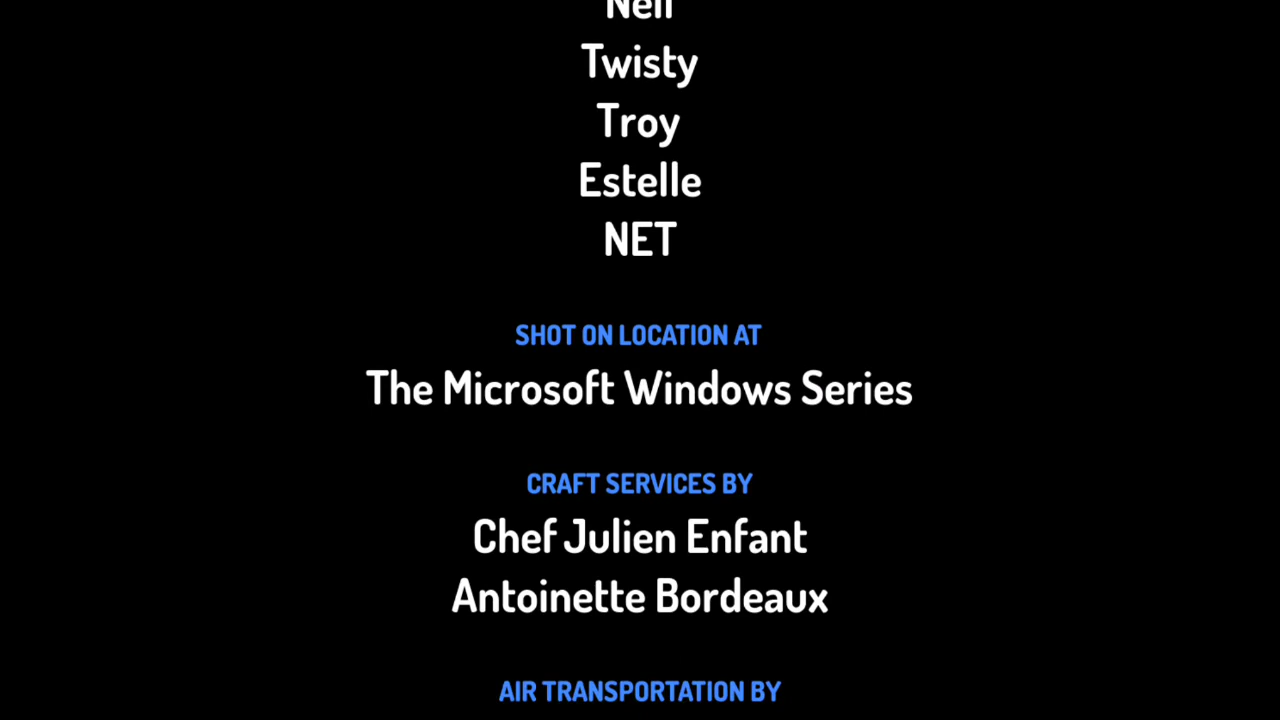 Neil
Twisty
Troy
Estelle
NET
SHOT ON LOCATION AT
The Microsoft Windows Series
CRAFT SERVICES BY
Chef Julien Enfant
Antoinette Bordeaux
AIR TRANSPORTATION BY